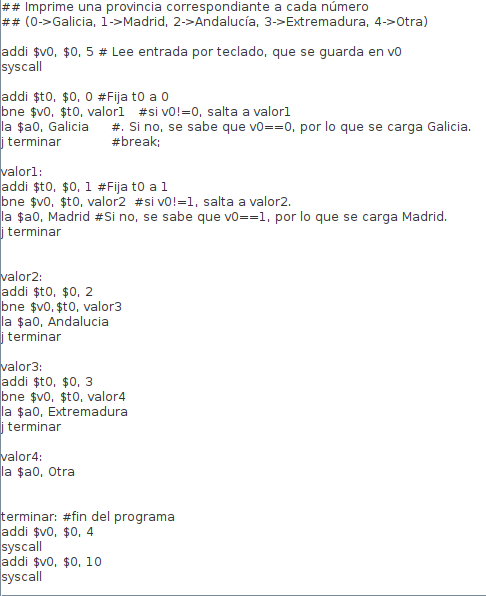 ## Imprime una provincia correspondiante a cada número
## (0->Galicia, 1->Madrid, 2->Andalucía, 3->Extremadura, 4->Otra)
addi $v0, $0, 5 # Lee entrada por teclado, que se guarda en v0
syscall
addi $t0, $0, 0 #Fija t0 a 0
bne $v0, $t0, valor1 #si v0!=0, salta a valor1
la $a0, Galicia #. Si no, se sabe que v0==0, por lo que se carga Galicia.
j terminar #break;
valor1:
addi $t0, $0, 1 #Fija t0 a 1
bne $v0, $t0, valor2 #si v0!=1, salta a valor2.
la $a0, Madrid #Si no, se sabe que v0==1, por lo que se carga Madrid.
j terminar
valor2:
addi $t0, $0, 2
bne $v0,$t0, valor3
la $a0, Andalucia
j terminar
valor3:
addi $t0, $0, 3
bne $v0, $t0, valor4
la $a0, Extremadura
j terminar
valor4:
la $a0, Otra
terminar: #fin del programa
addi $v0, $0, 4
syscall
addi $v0, $0, 10
syscall